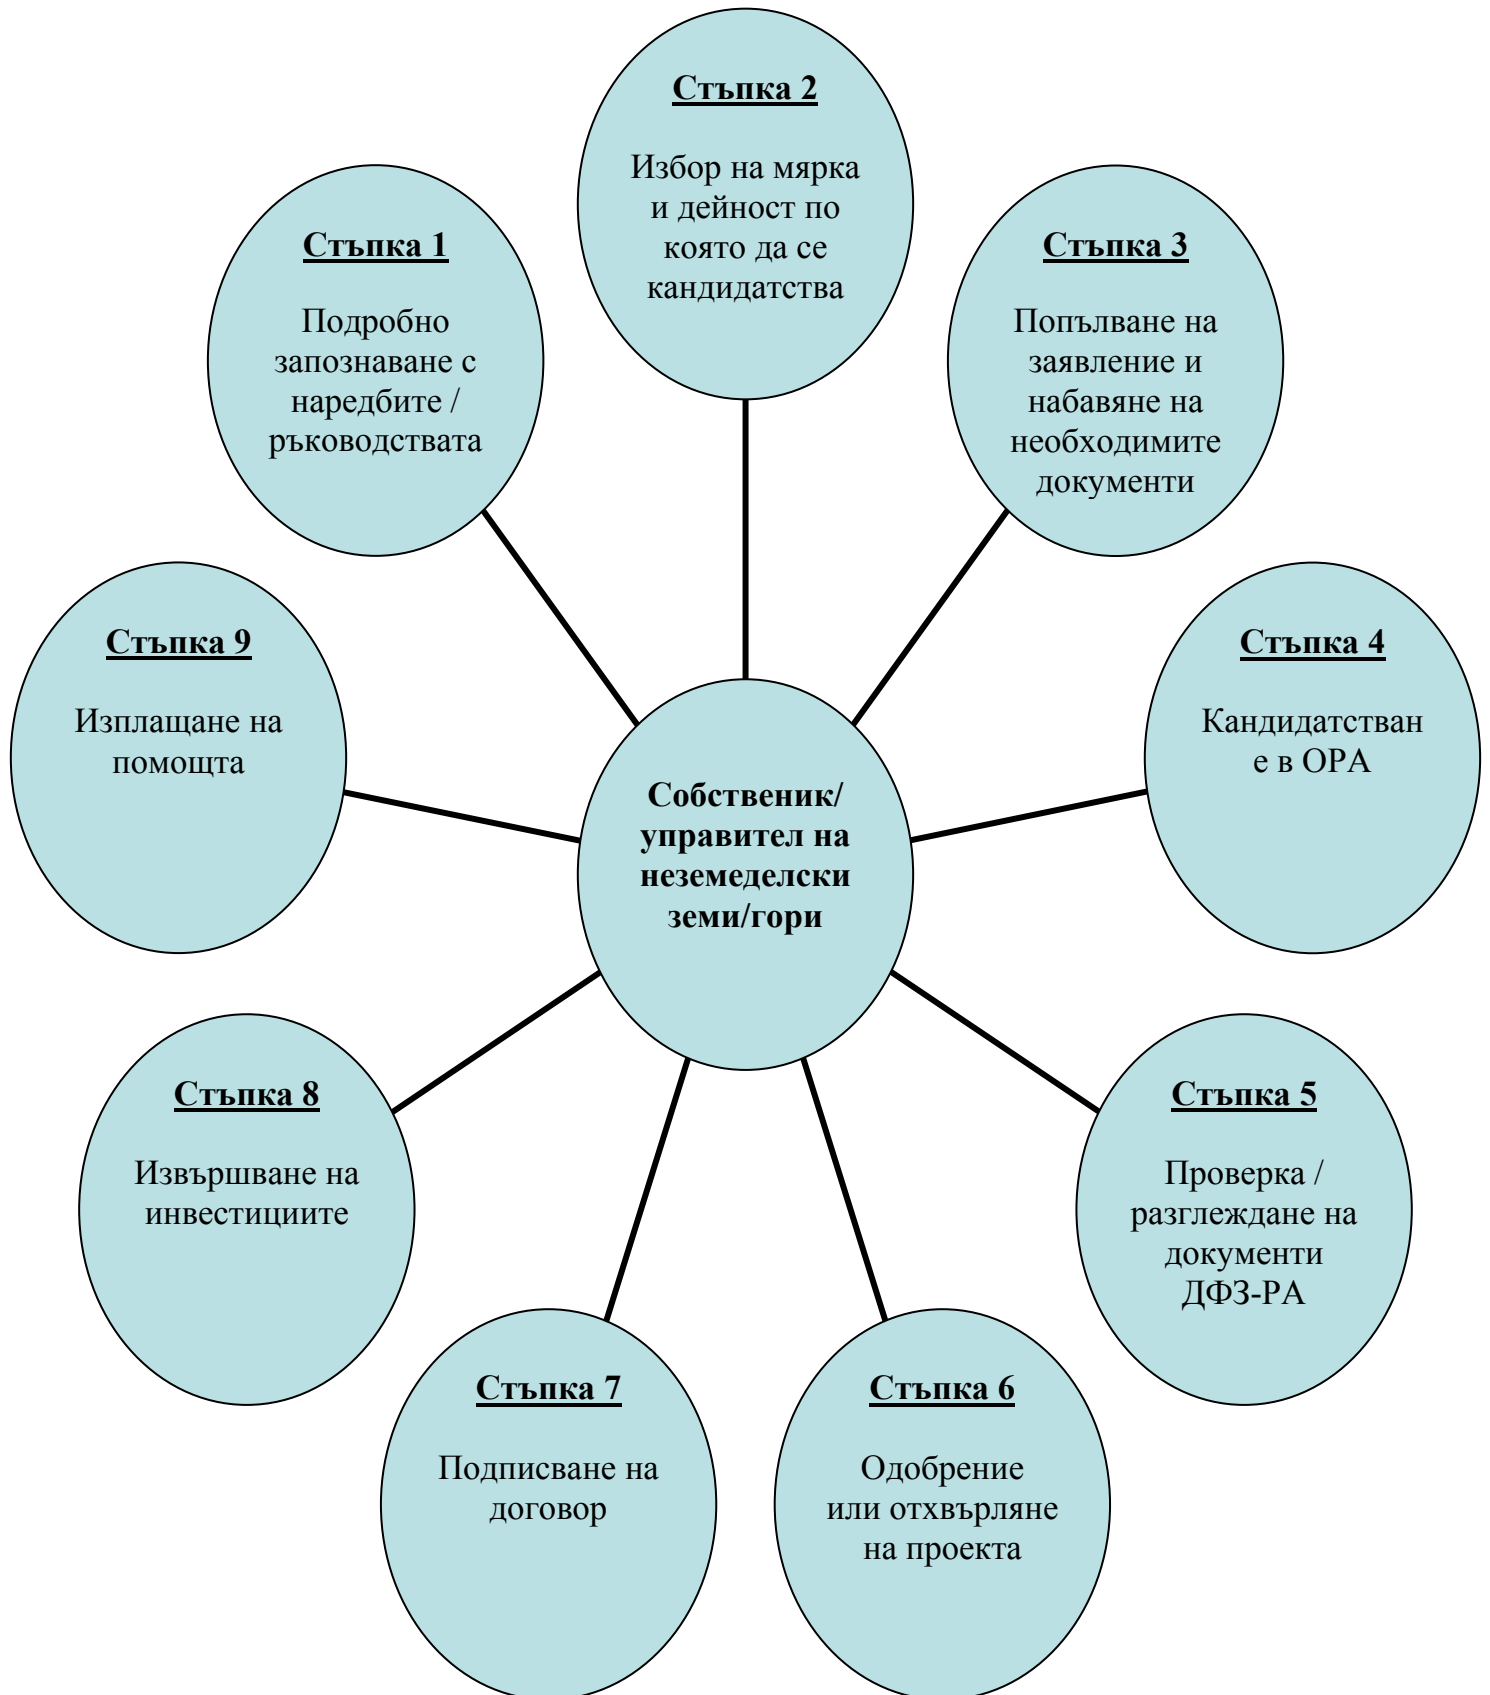 Стъпка 1
Подробно
запознаване с
наредбите /
ръководствата
Стъпка 2
Избор на мярка
и дейност по
която да се
кандидатства
Стъпка 3
Попълване на
заявление и
набавяне на
необходимите
документи
Стъпка 4
Кандидатстван
е в ОРА
Стъпка 5
Проверка /
разглеждане на
документи
ДФЗ-РА
Стъпка 6
Одобрение
или отхвърляне
на проекта
Стъпка 7
Подписване на
договор
Стъпка 8
Извършване на
инвестициите
Стъпка 9
Изплащане на
помощта
Собственик/
управител на
неземеделски
земи/гори